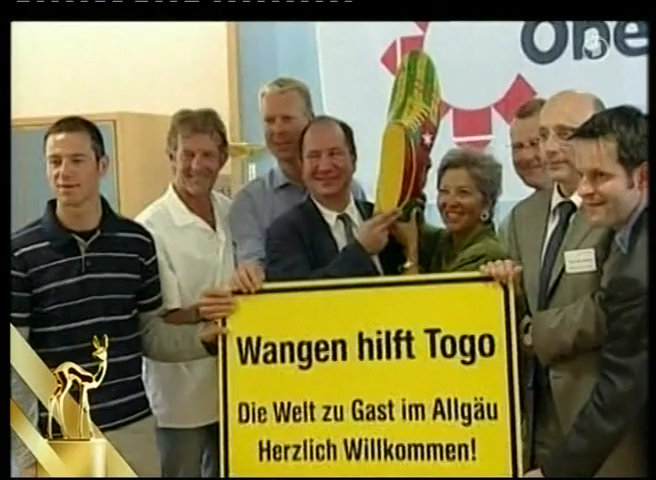 Obe
Wangen hilft Togo
Die Welt zu Gast im Allgäu
Herzlich Willkommen!